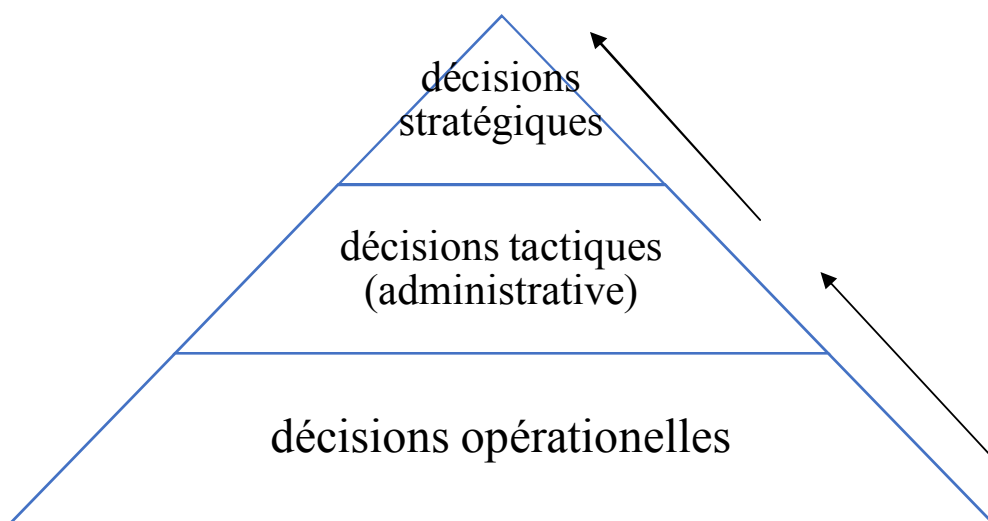 décisions
stratégiques
décisions tactiques
(administrative)
décisions opérationelles